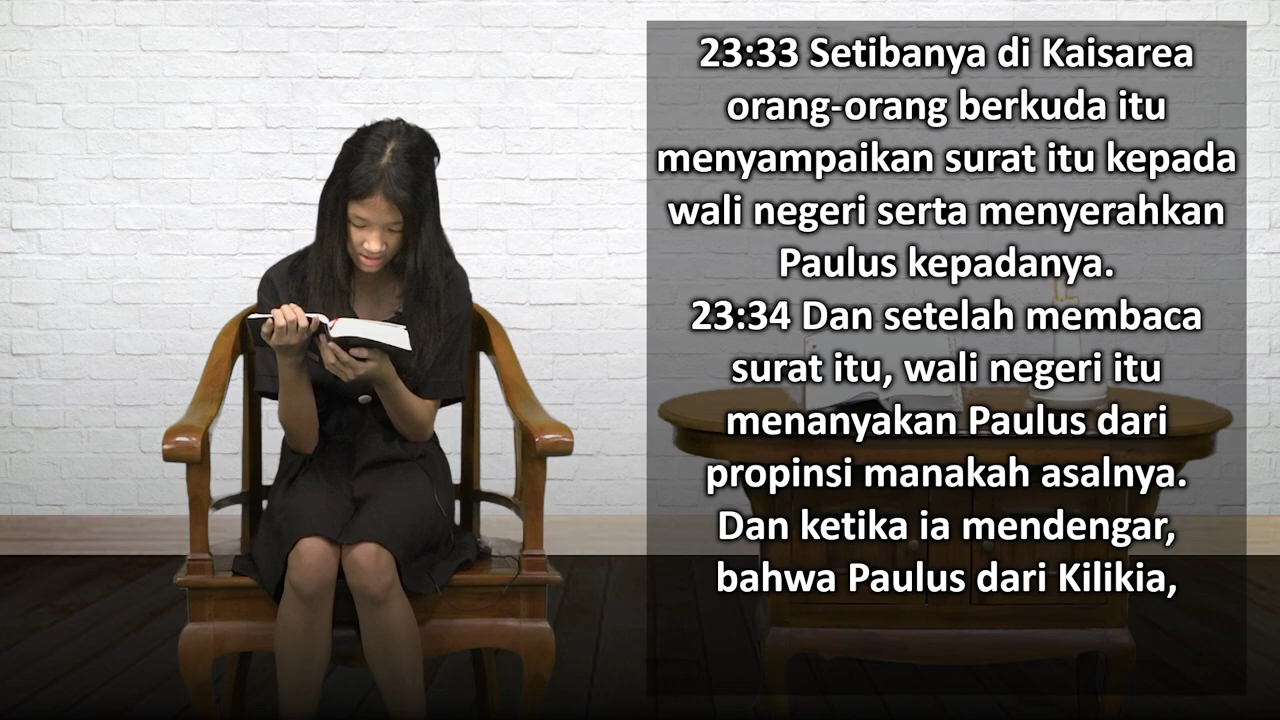 23:33 Setibanya di Kaisarea
orang-orang berkuda itu
menyampaikan surat itu kepada
wali negeri serta menyerahkan
Paulus kepadanya.
23:34 Dan setelah membaca
surat itu, wali negeri itu
menanyakan Paulus dari
propinsi manakah asalnya.
Dan ketika ia mendengar,
bahwa Paulus dari Kilikia,